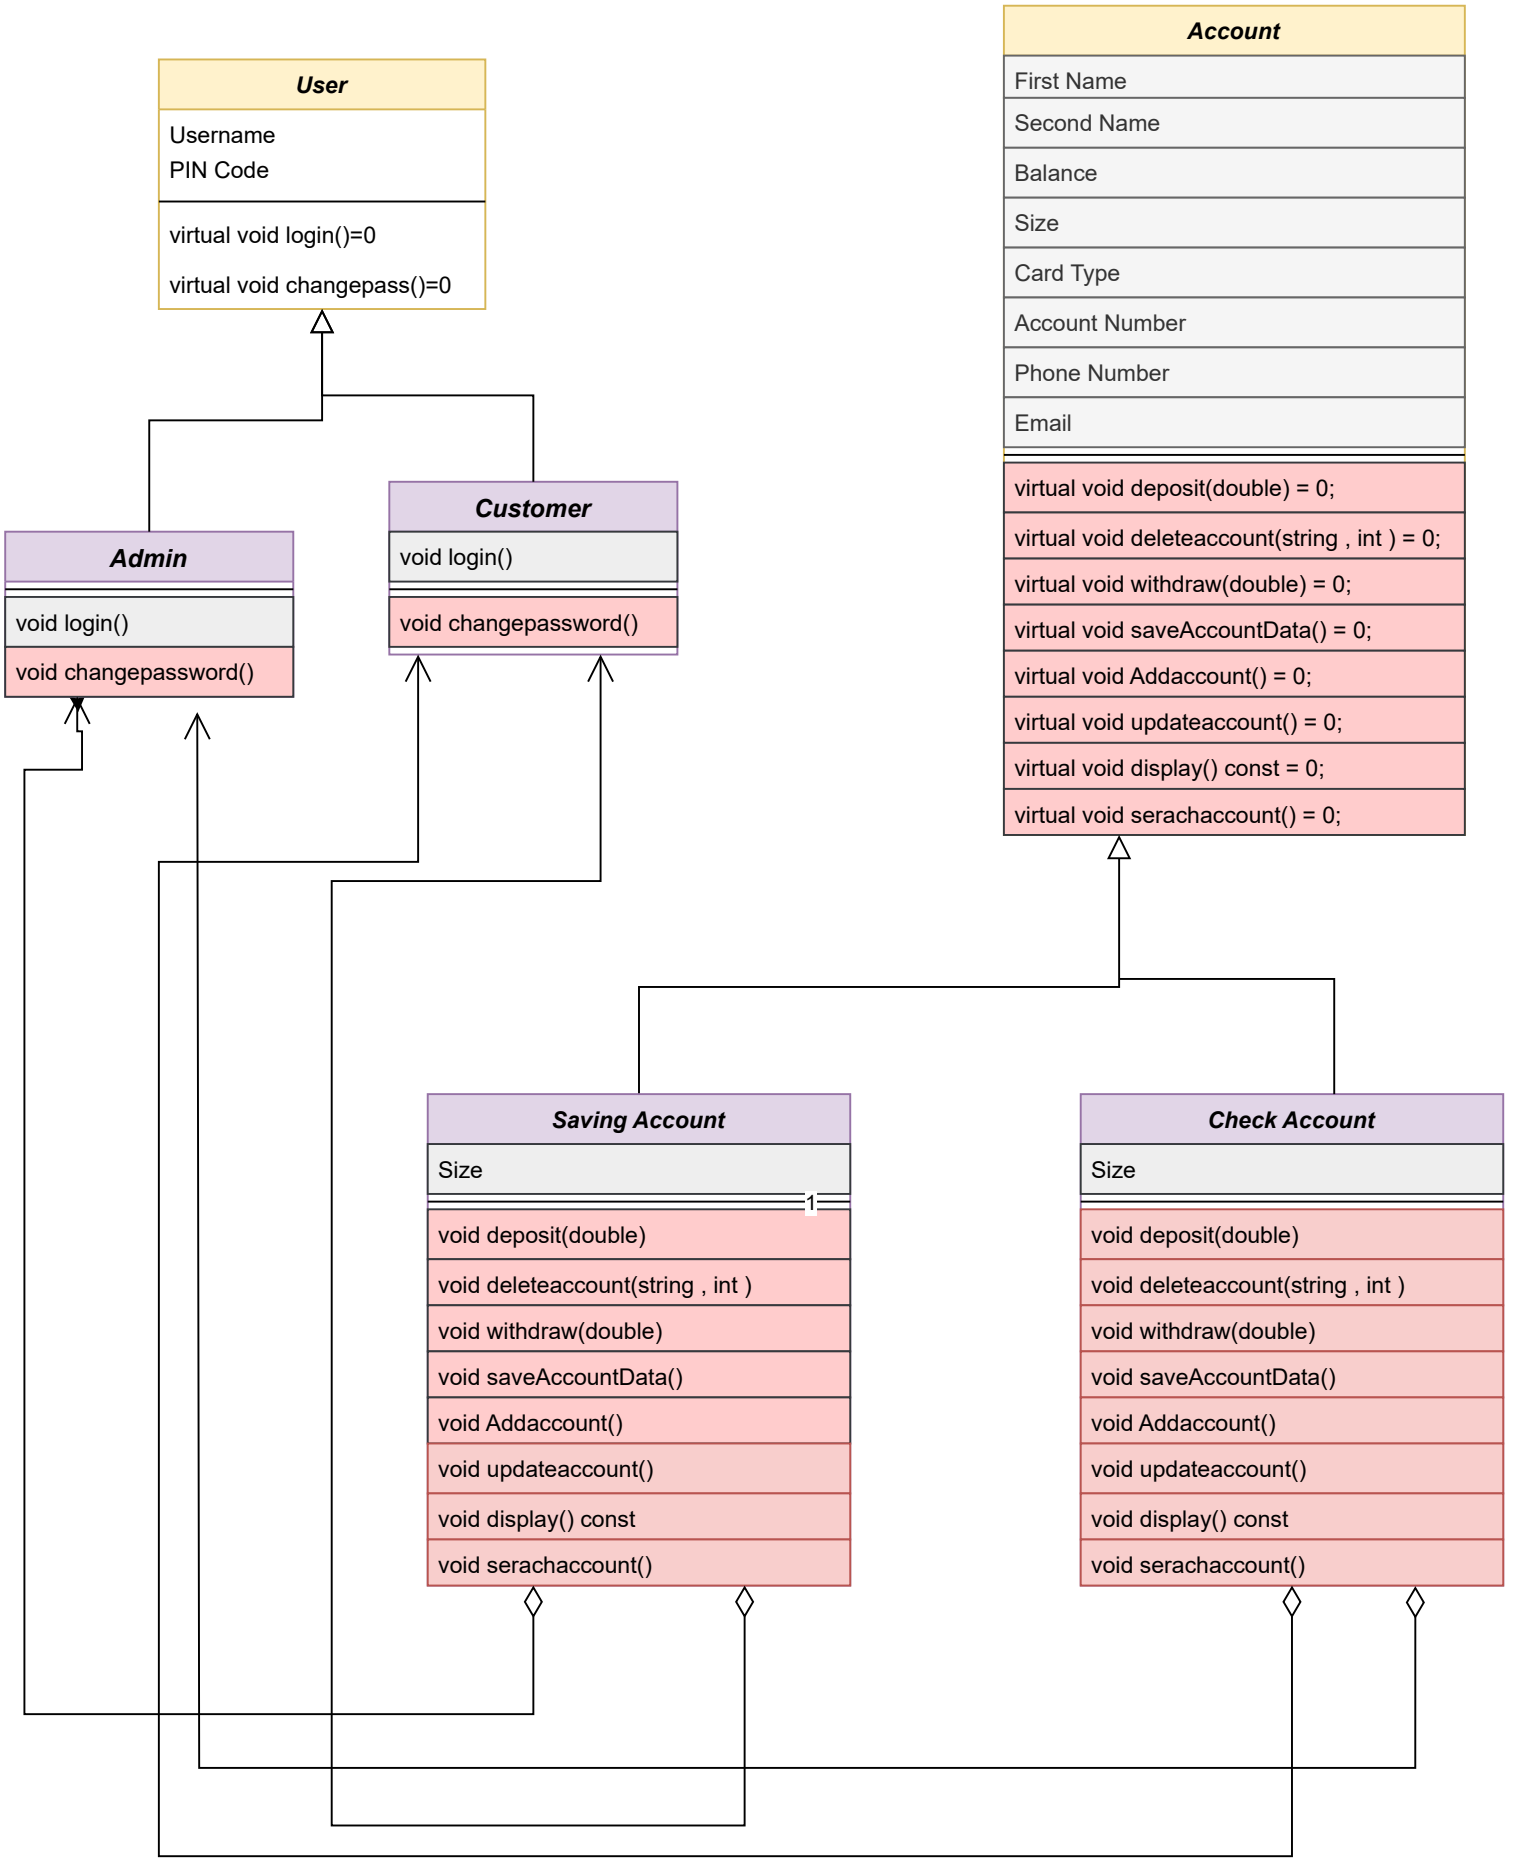 User
Username
PIN Code
virtual void login()=0
virtual void changepass()=0
Account
First Name
Second Name
Balance
Size
Card Type
Account Number
Phone Number
Email
virtual void deposit(double) = 0;
virtual void deleteaccount(string , int ) = 0;
virtual void withdraw(double) = 0;
virtual void saveAccountData() = 0;
virtual void Addaccount() = 0;
virtual void updateaccount() = 0;
virtual void display() const = 0;
virtual void serachaccount() = 0;
Admin
void login()
void changepassword()
Customer
void login()
void changepassword()
Saving Account
Size
1
void deposit(double)
void deleteaccount(string , int )
void withdraw(double)
void saveAccountData()
void Addaccount()
void updateaccount()
void display() const
void serachaccount()
Check Account
Size
void deposit(double)
void deleteaccount(string , int )
void withdraw(double)
void saveAccountData()
void Addaccount()
void updateaccount()
void display() const
void serachaccount()